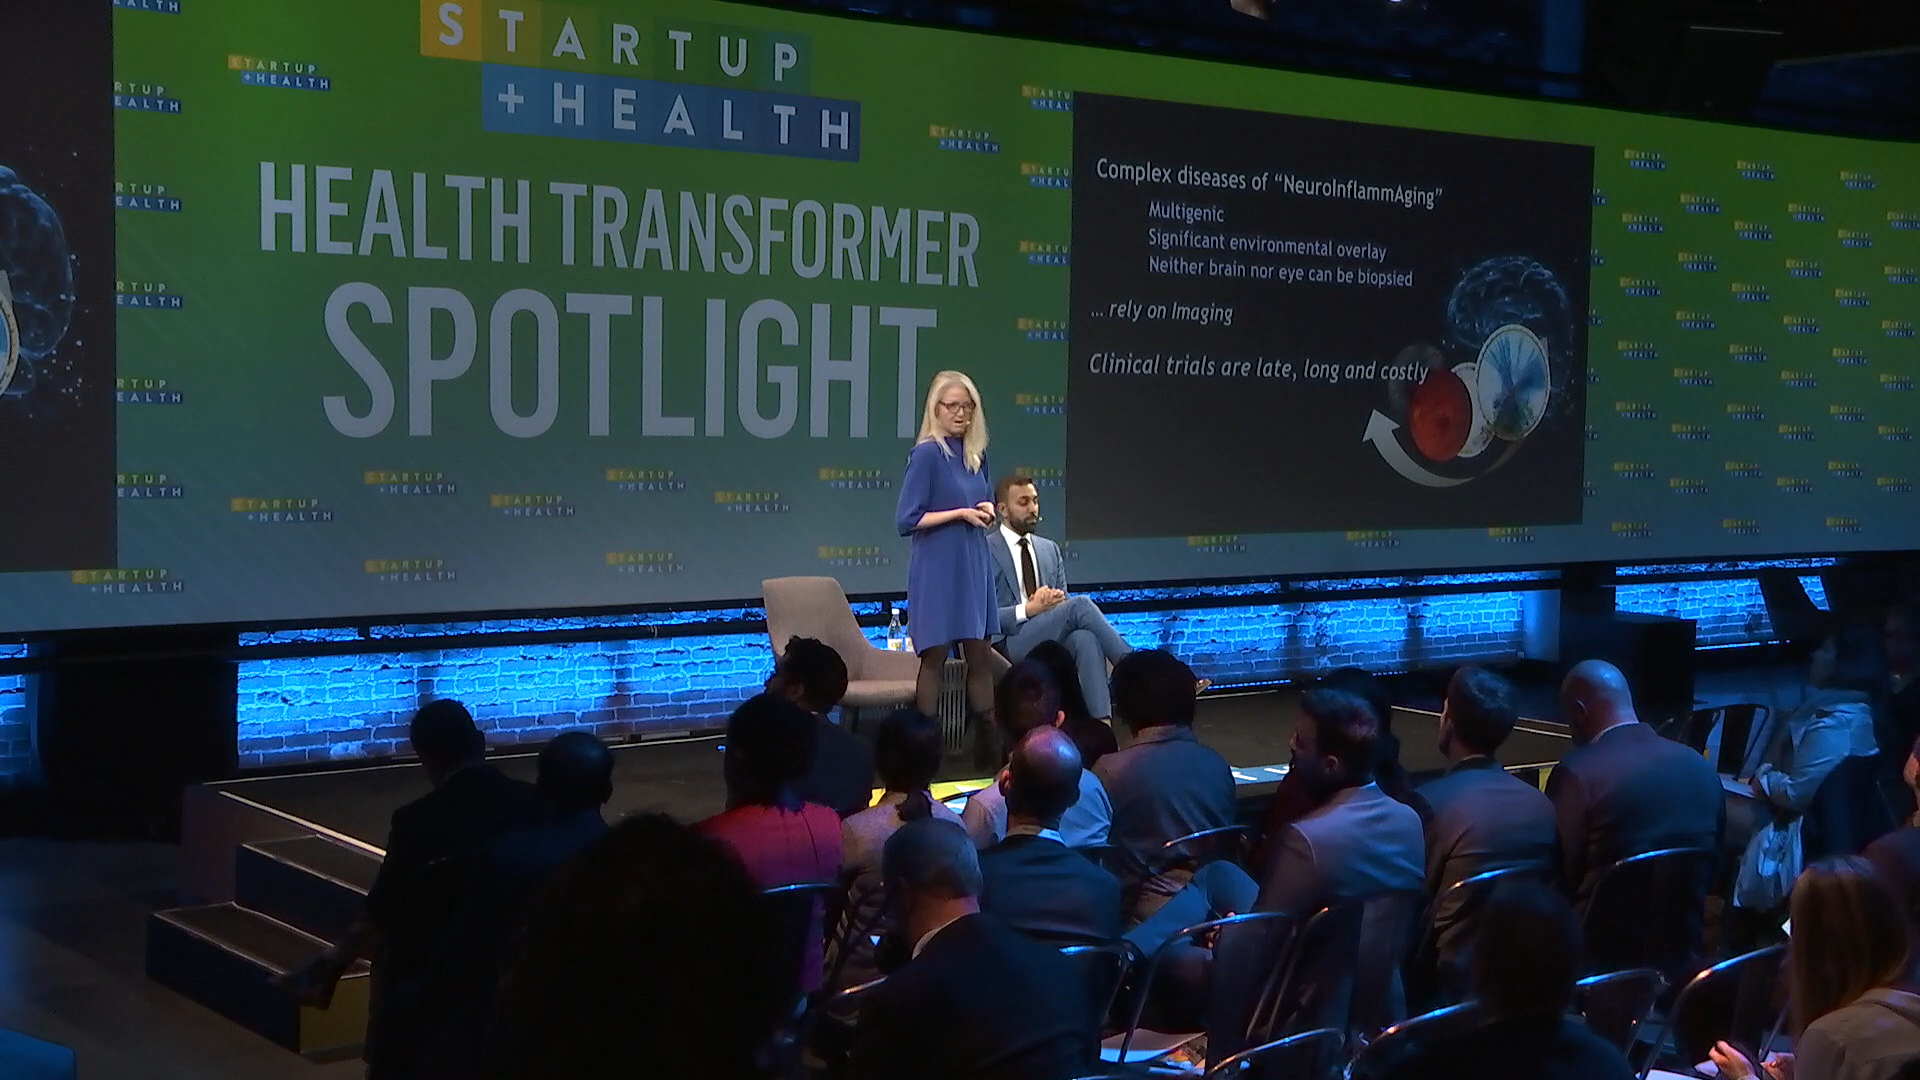 STARTUP
+HEALTH
HEALTH TRANSFORMER
SPOTLIGHT
Complex diseases of “NeuroInflammAging”
Multigenic
Significant environmental overlay
Neither brain nor eye can be biopsied
... rely on Imaging
Clinical trials are late, long and costly